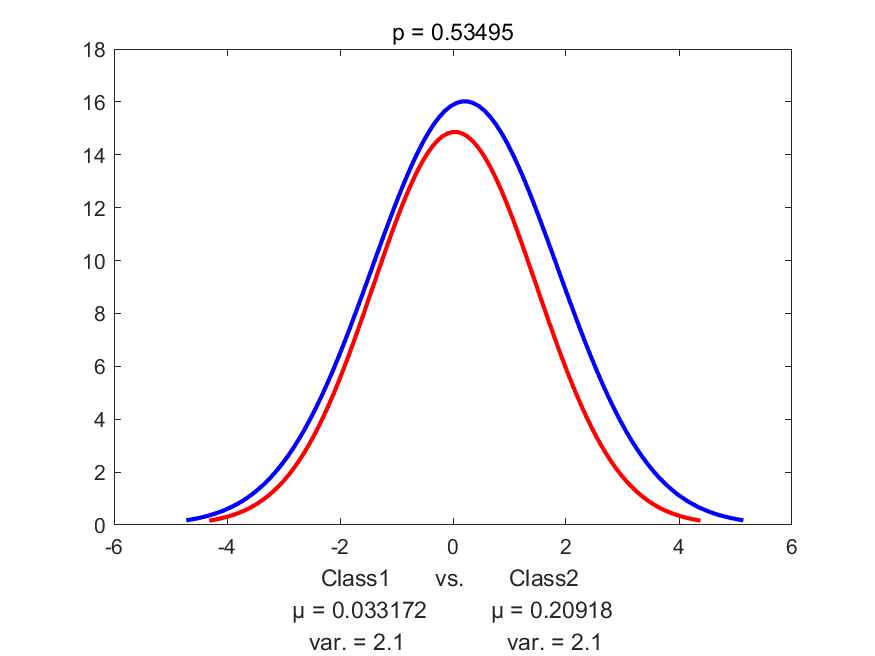 p = 0.53495
18
16
14
12
10
8
6
4
2
0
-6 -4 -2 0 2 4 6
Class1 vs. Class2
μ = 0.033172 μ = 0.20918
var. = 2.1 var. = 2.1